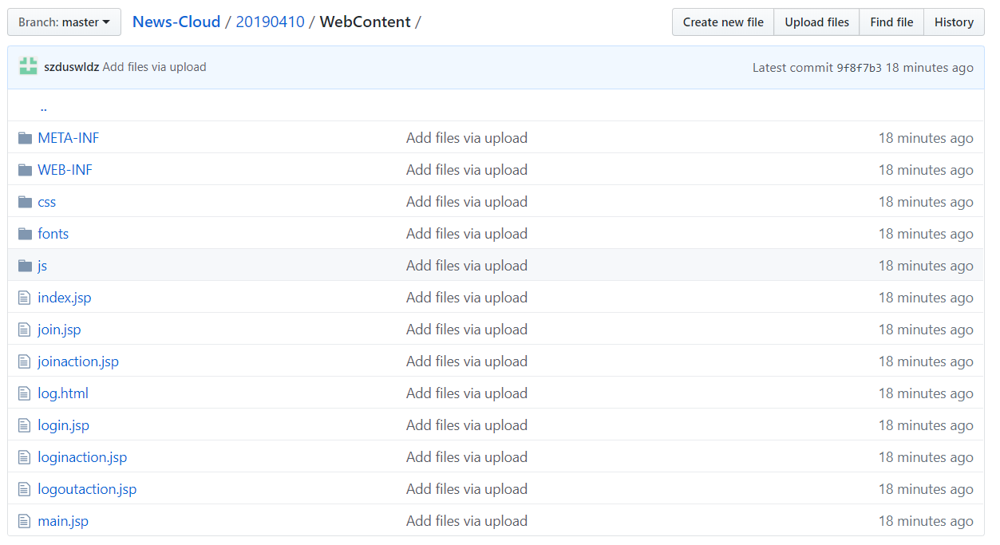 Branch: master News-Cloud / 20190410 / WebContent / Create new file Upload files Find file History
szduswldz Add files via upload Latest commit 9f8f7b3 18 minutes ago
..
META-INF Add files via upload 18 minutes ago
WEB-INF Add files via upload 18 minutes ago
css Add files via upload 18 minutes ago
fonts Add files via upload 18 minutes ago
js Add files via upload 18 minutes ago
index.jsp Add files via upload 18 minutes ago
join.jsp Add files via upload 18 minutes ago
joinaction.jsp Add files via upload 18 minutes ago
log.html Add files via upload 18 minutes ago
login.jsp Add files via upload 18 minutes ago
loginaction.jsp Add files via upload 18 minutes ago
logoutaction.jsp Add files via upload 18 minutes ago
main.jsp Add files via upload 18 minutes ago